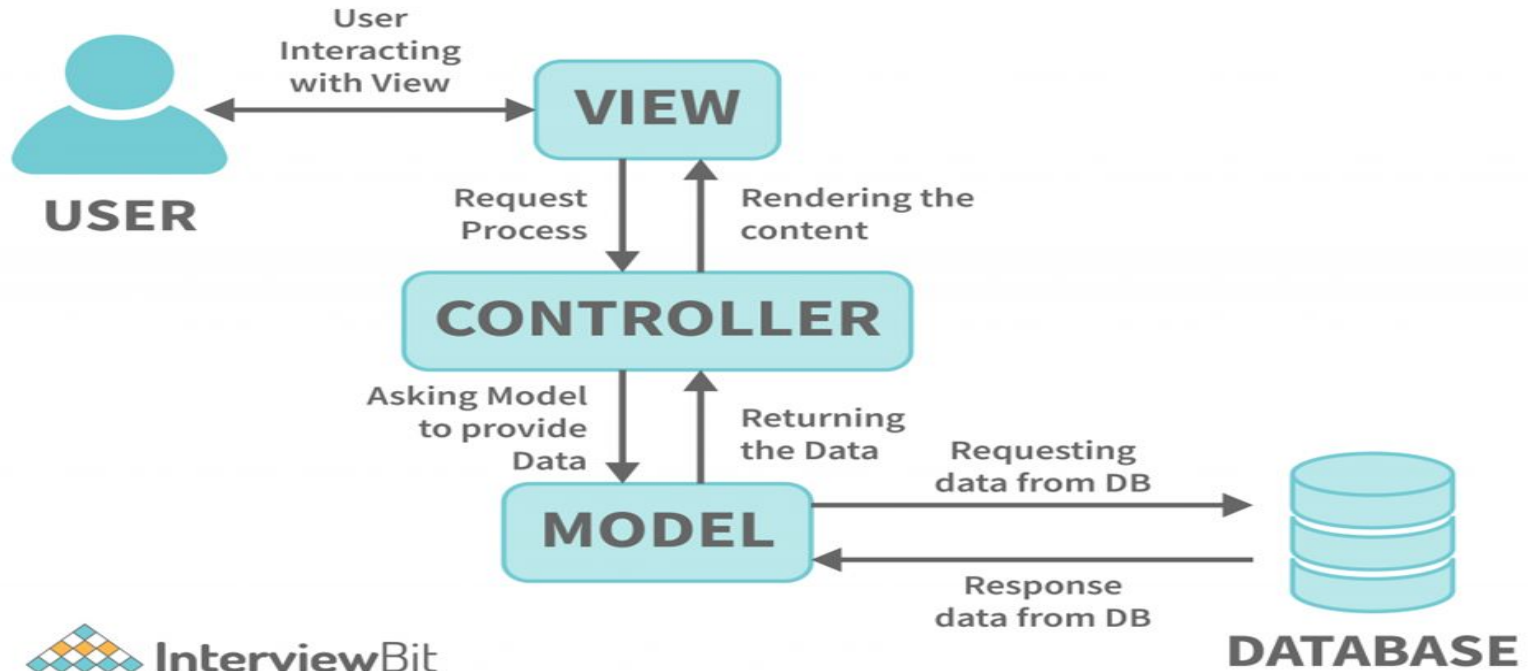 User
Interacting
with View
VIEW
USER
Request
Process
Rendering the
content
CONTROLLER
Asking Model
to provide
Data
Returning
the Data
Requesting
data from DB
MODEL
Response
data from DB
DATABASE
InterviewBit